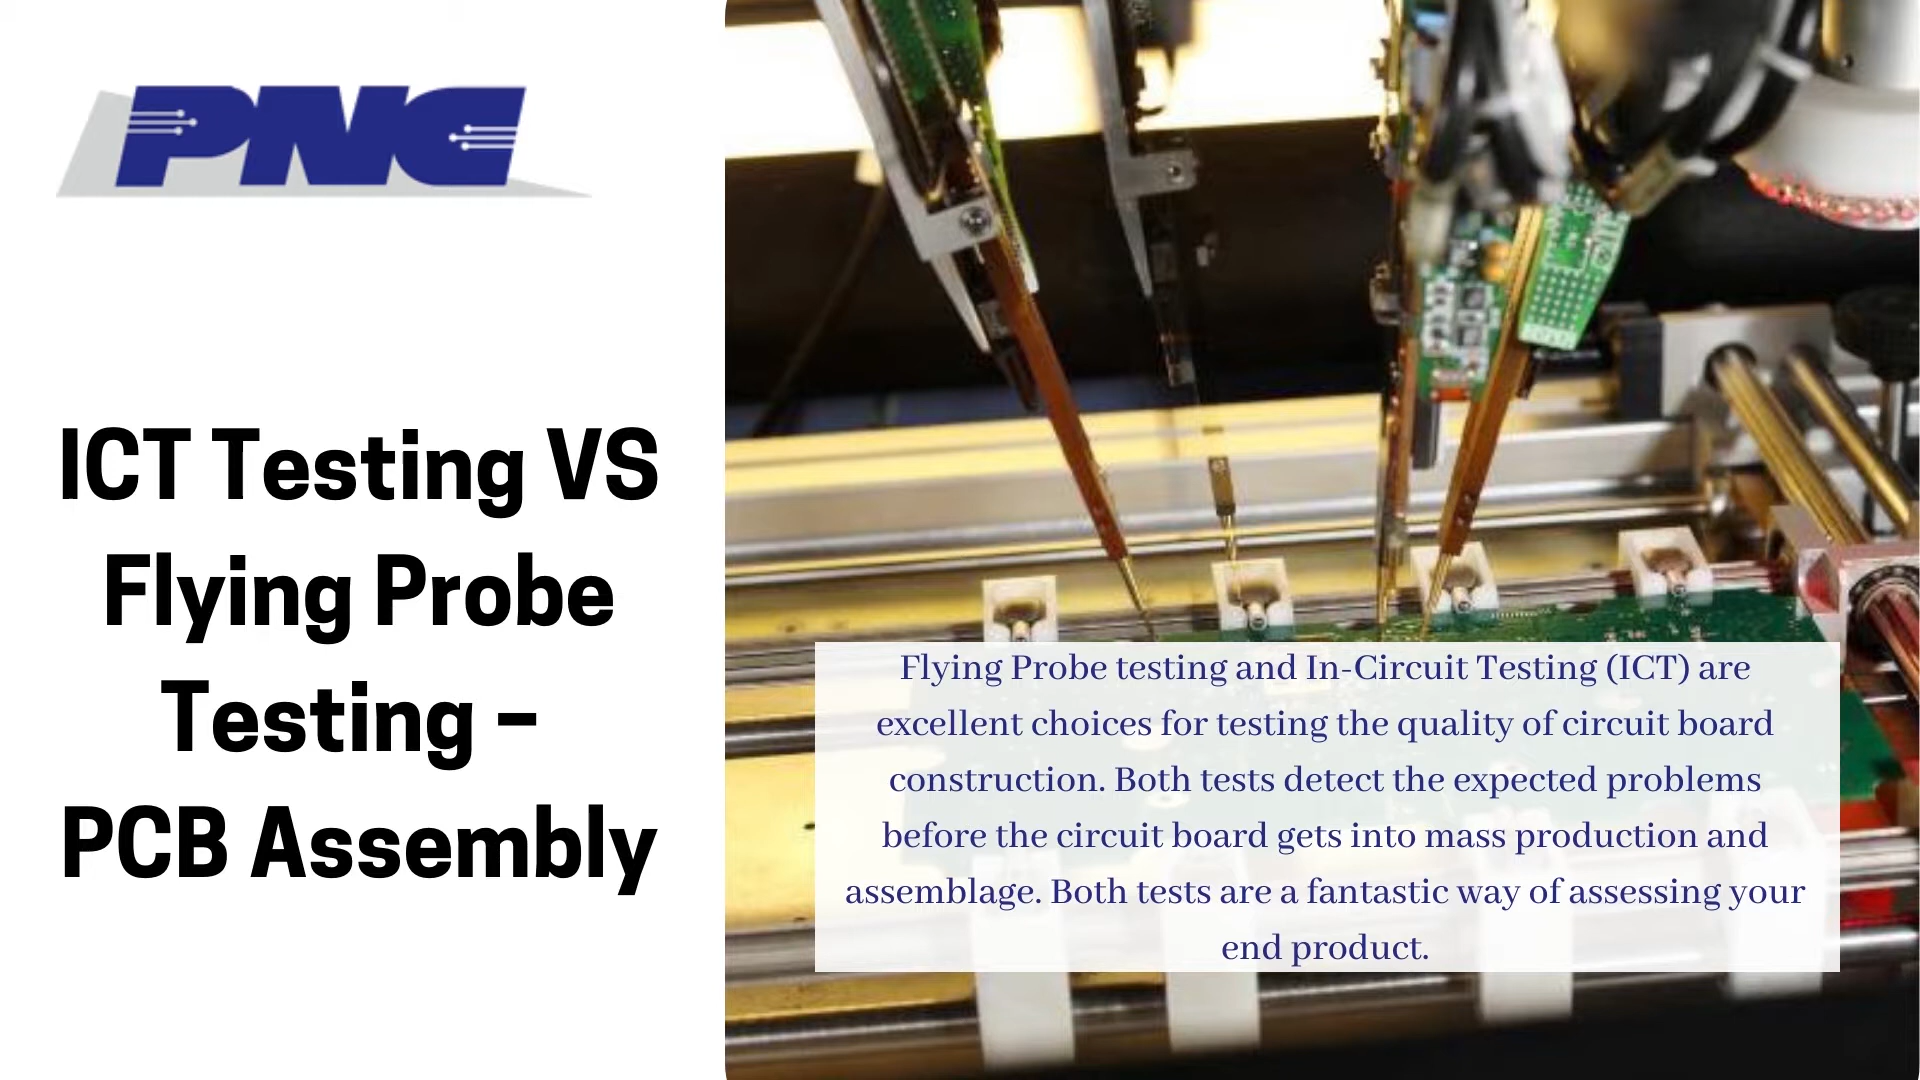 PNC
ICT Testing VS
Flying Probe
Testing –
PCB Assembly
Flying Probe testing and In-Circuit Testing (ICT) are
excellent choices for testing the quality of circuit board
construction. Both tests detect the expected problems
before the circuit board gets into mass production and
assemblage. Both tests are a fantastic way of assessing your
end product.